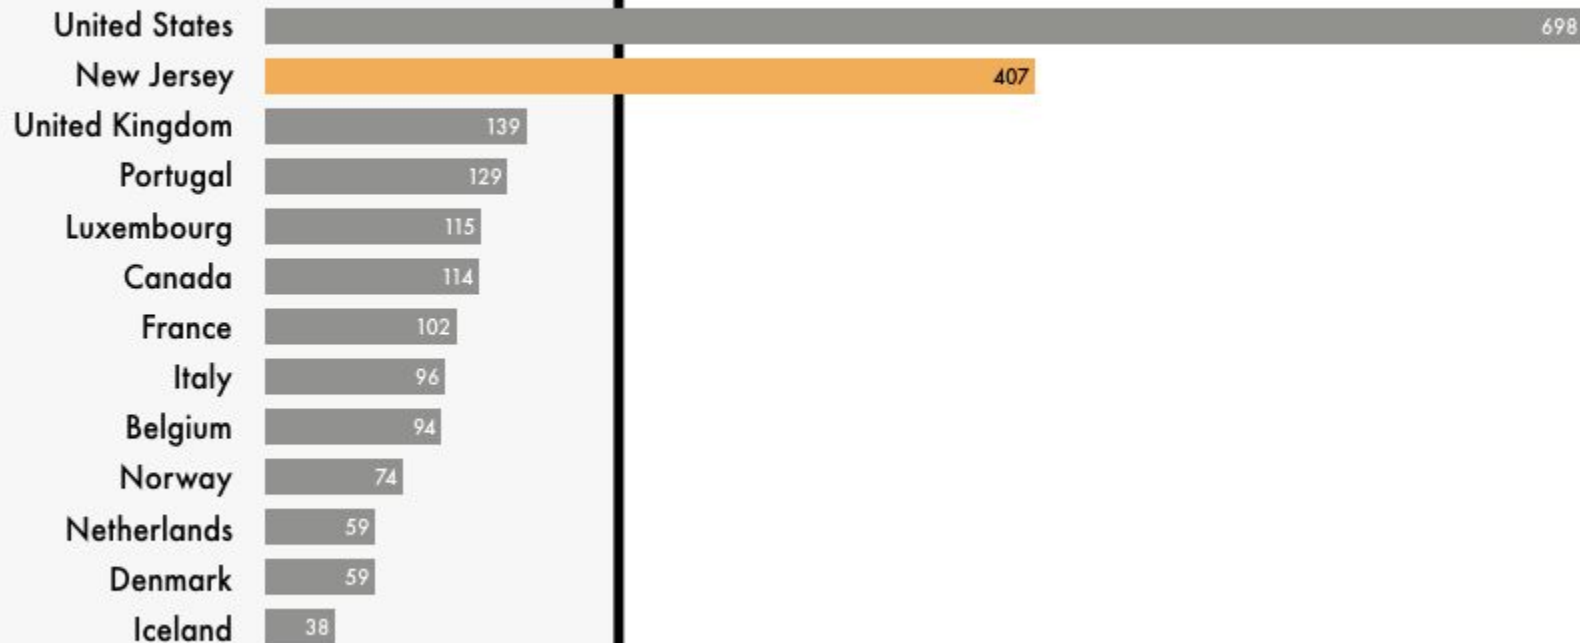 United States 698
New Jersey 407
United Kingdom 139
Portugal 129
Luxembourg 115
Canada 114
France 102
Italy 96
Belgium 94
Norway 74
Netherlands 59
Denmark 59
Iceland 38